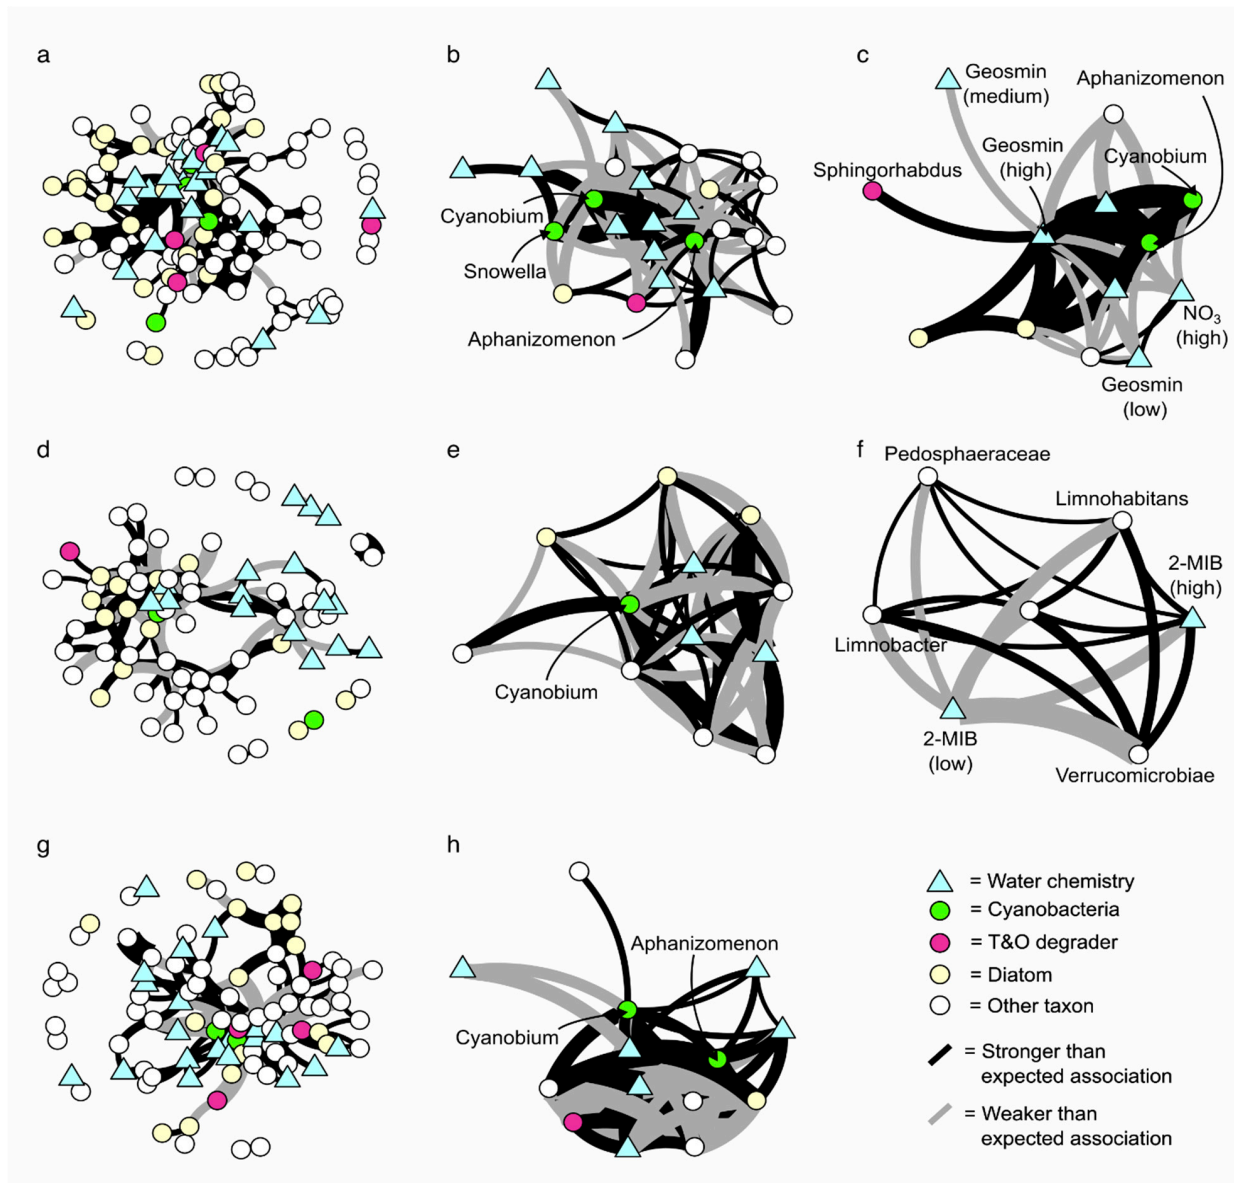 a
b
c
Geosmin
(medium)
Aphanizomenon
Geosmin
(high)
Cyanobium
Sphingorhabdus
Cyanobium
Snowella
Aphanizomenon
NO₃
(high)
Geosmin
(low)
d
e
f
Pedosphaeraceae
Limnohabitans
2-MIB
(high)
Limnobacter
Cyanobium
2-MIB
(low)
Verrucomicrobiae
g
h
Aphanizomenon
Cyanobium
= Water chemistry
= Cyanobacteria
= T&O degrader
= Diatom
= Other taxon
= Stronger than
expected association
= Weaker than
expected association